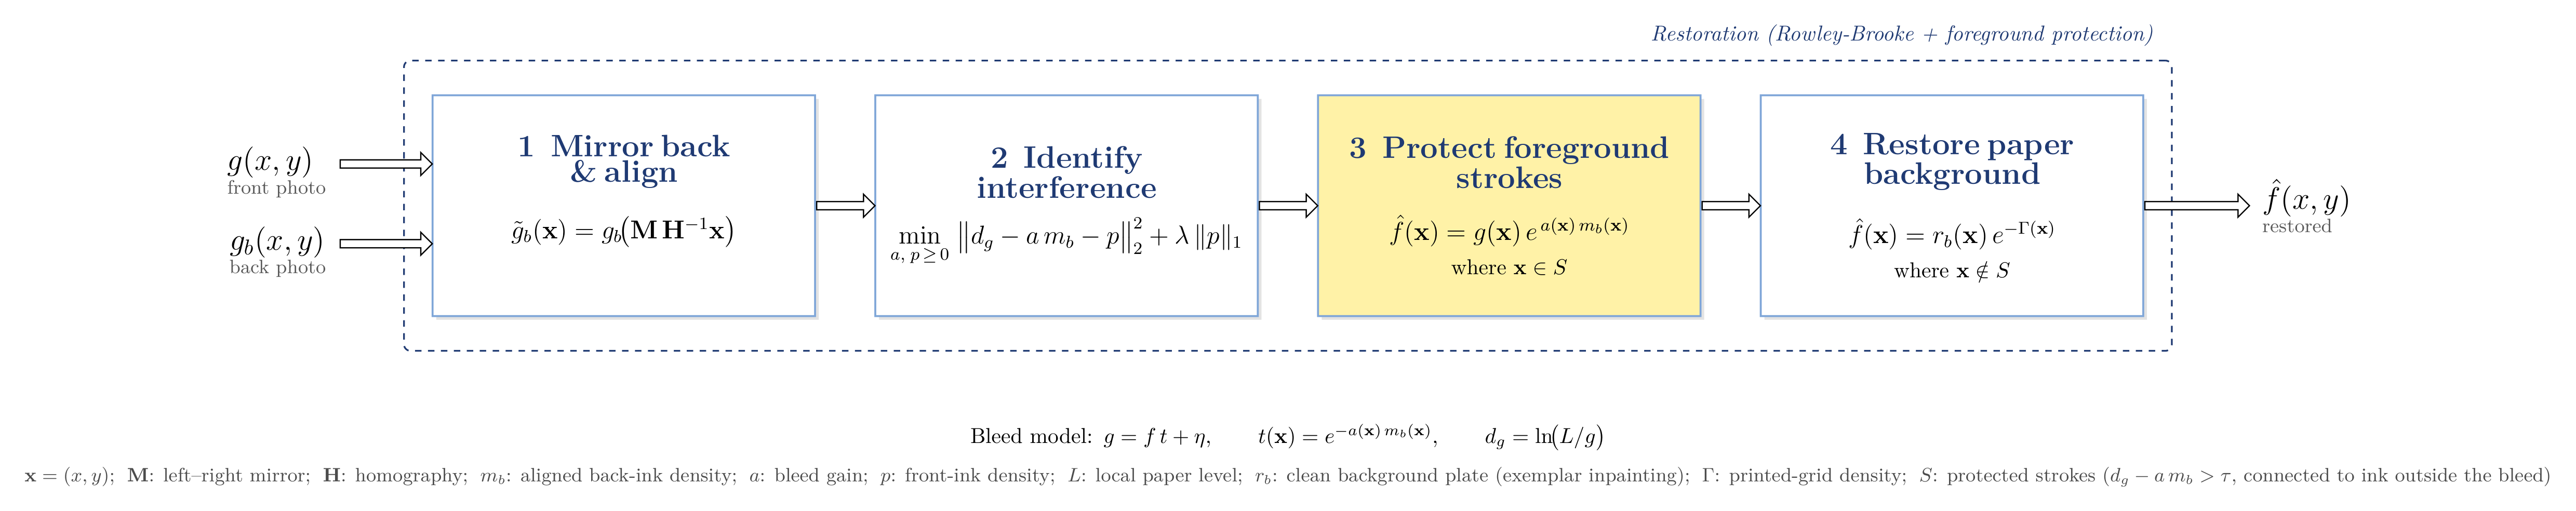 Restoration (Rowley-Brooke + foreground protection)
g(x, y)
front photo
g_b(x, y)
back photo
1 Mirror back
& align
g̃_b(𝐱) = g_b(𝐌 𝐇⁻¹𝐱)
2 Identify
interference
min_{a, p ≥ 0} ‖d_g − a m_b − p‖₂² + λ ‖p‖₁
3 Protect foreground
strokes
f̂(𝐱) = g(𝐱) e^{a(𝐱) m_b(𝐱)}
where 𝐱 ∈ S
4 Restore paper
background
f̂(𝐱) = r_b(𝐱) e^{−Γ(𝐱)}
where 𝐱 ∉ S
f̂(x, y)
restored
Bleed model: g = f t + η, t(𝐱) = e^{−a(𝐱) m_b(𝐱)}, d_g = ln(L/g)
𝐱 = (x, y); 𝐌: left–right mirror; 𝐇: homography; m_b: aligned back-ink density; a: bleed gain; p: front-ink density; L: local paper level; r_b: clean background plate (exemplar inpainting); Γ: printed-grid density; S: protected strokes (d_g − a m_b > τ, connected to ink outside the bleed)